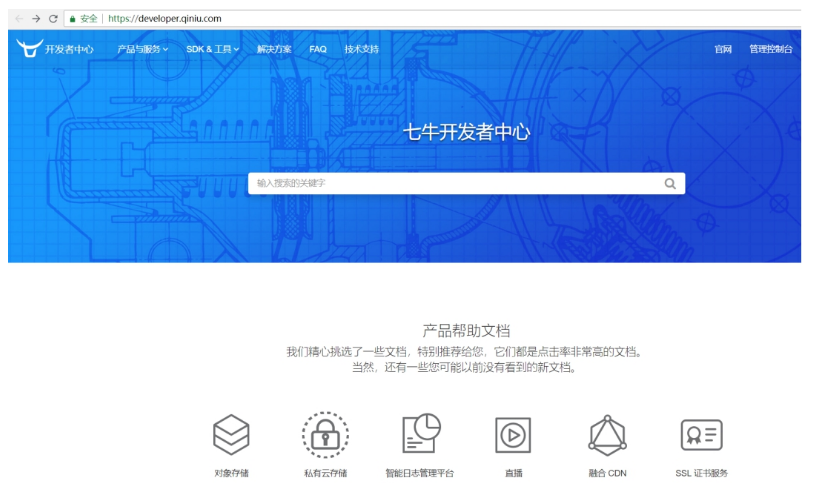 安全 | https://developer.qiniu.com
开发者中心 产品与服务 SDK & 工具 解决方案 FAQ 技术支持 官网 管理控制台
七牛开发者中心
输入搜索的关键字
产品帮助文档
我们精心挑选了一些文档，特别推荐给您，它们都是点击率非常高的文档。
当然，还有一些您可能以前没有看到的新文档。
对象存储 私有云存储 智能日志管理平台 直播 融合 CDN SSL 证书服务